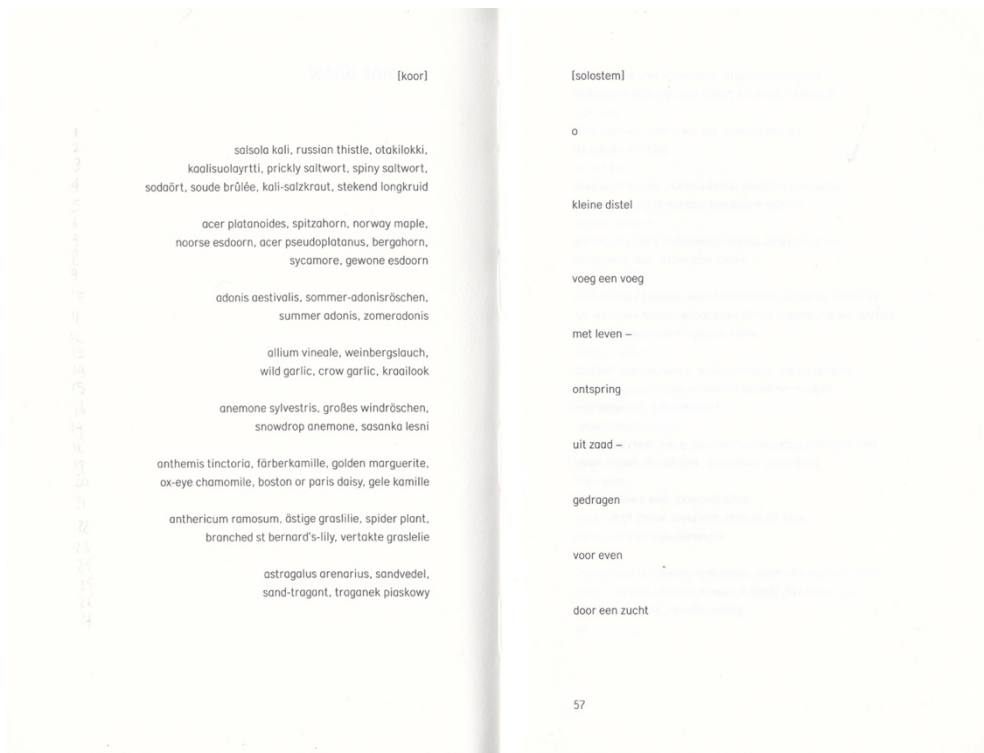 [koor]
salsola kali, russian thistle, otakilokki,
kaalisuolayrtti, prickly saltwort, spiny saltwort,
sodaört, soude brûlée, kali-salzkraut, stekend longkruid
acer platanoides, spitzahorn, norway maple,
noorse esdoorn, acer pseudoplatanus, bergahorn,
sycamore, gewone esdoorn
adonis aestivalis, sommer-adonisröschen,
summer adonis, zomeradonis
allium vineale, weinbergslauch,
wild garlic, crow garlic, kraailook
anemone sylvestris, großes windröschen,
snowdrop anemone, sasanka lesni
anthemis tinctoria, färberkamille, golden marguerite,
ox-eye chamomile, boston or paris daisy, gele kamille
anthericum ramosum, ästige graslilie, spider plant,
branched st bernard's-lily, vertakte graslelie
astragalus arenarius, sandvedel,
sand-tragant, traganek piaskowy
[solostem]
o
kleine distel
voeg een voeg
met leven –
ontspring
uit zaad –
gedragen
voor even
door een zucht
57